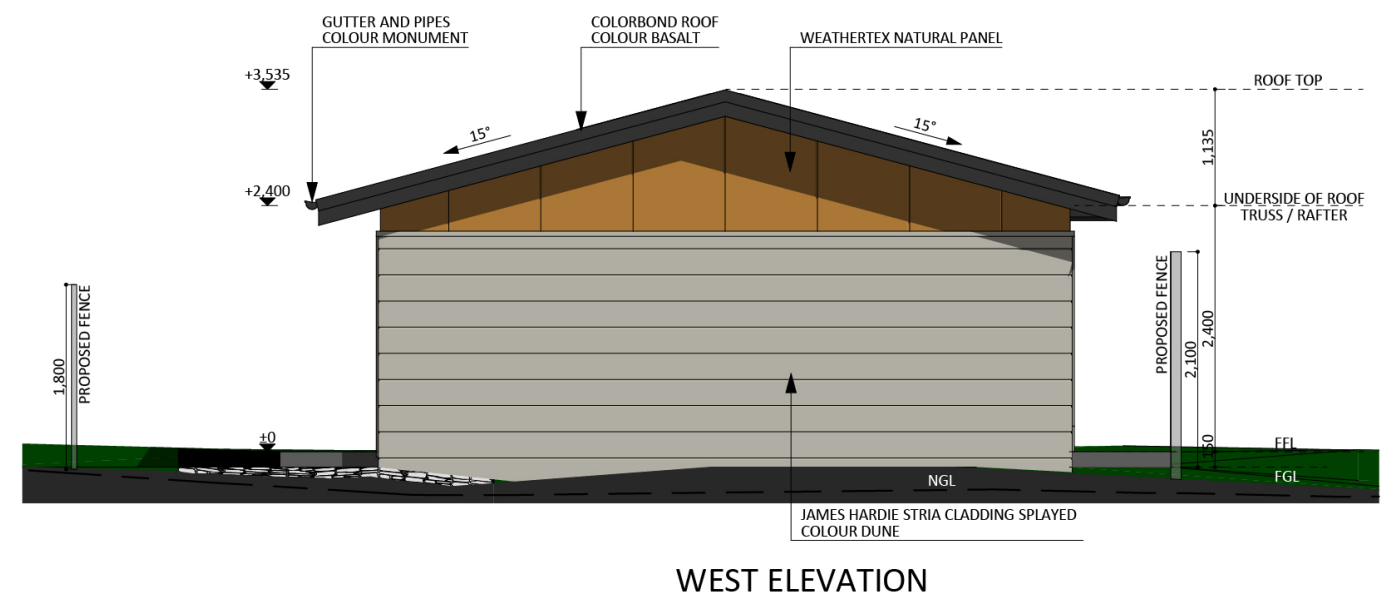 GUTTER AND PIPES
COLOUR MONUMENT
COLORBOND ROOF
COLOUR BASALT
WEATHERTEX NATURAL PANEL
+3,535
ROOF TOP
15°
15°
1,135
+2,400
UNDERSIDE OF ROOF
TRUSS / RAFTER
PROPOSED FENCE
1,800
PROPOSED FENCE
2,100
2,400
±0
150
FFL
NGL
FGL
JAMES HARDIE STRIA CLADDING SPLAYED
COLOUR DUNE
WEST ELEVATION